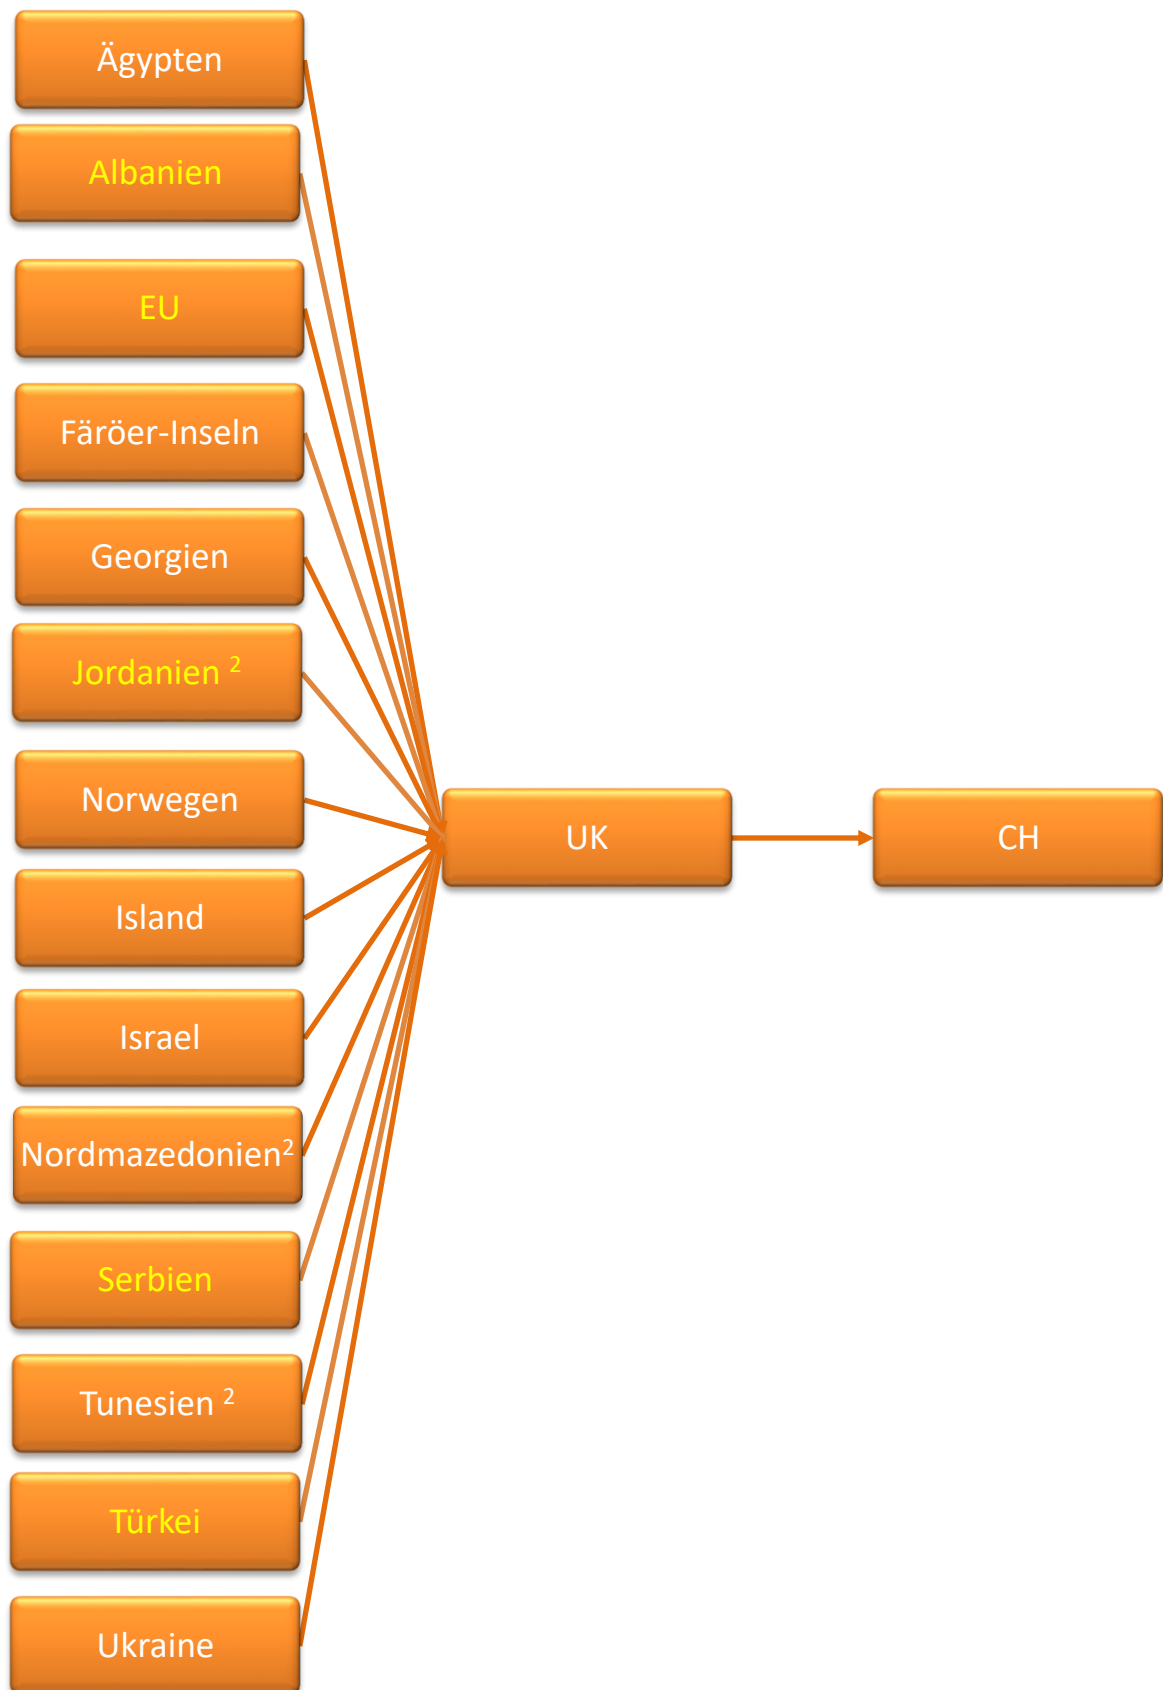 Ägypten
Albanien
EU
Färöer-Inseln
Georgien
Jordanien ²
Norwegen
UK
CH
Island
Israel
Nordmazedonien²
Serbien
Tunesien ²
Türkei
Ukraine